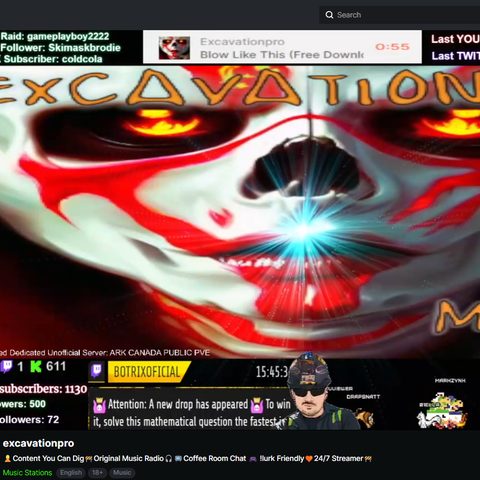 Search
Raid: gameplayboy2222
Follower: Skimaskbrodie
Subscriber: coldcola
Excavationpro
Blow Like This (Free Downl
0:55
Last YOU
Last TWIT
EXCAVATION
M
ed Dedicated Unofficial Server: ARK CANADA PUBLIC PVE
1 K 611
BOTRIXOFICIAL
15:45:3
subscribers: 1130
owers: 500
ollowers: 72
Attention: A new drop has appeared To win
it, solve this mathematical question the fastest
MARKZYNK
excavationpro
Content You Can Dig Original Music Radio Coffee Room Chat !lurk Friendly 24/7 Streamer
Music Stations English 18+ Music